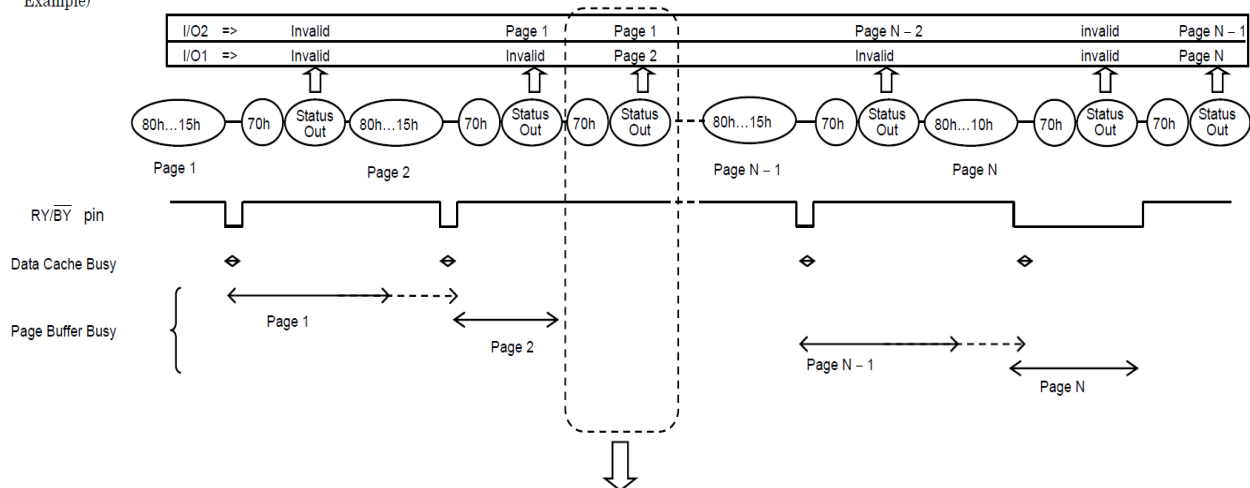 Example)
I/O2 => Invalid Page 1 Page 1 Page N – 2 invalid Page N – 1
I/O1 => Invalid Invalid Page 2 Invalid invalid Page N
80h...15h 70h Status Out 80h...15h 70h Status Out 70h Status Out 80h...15h 70h Status Out 80h...10h 70h Status Out 70h Status Out
Page 1 Page 2 Page N – 1 Page N
RY/BY pin
Data Cache Busy
Page Buffer Busy
Page 1
Page 2
Page N – 1
Page N